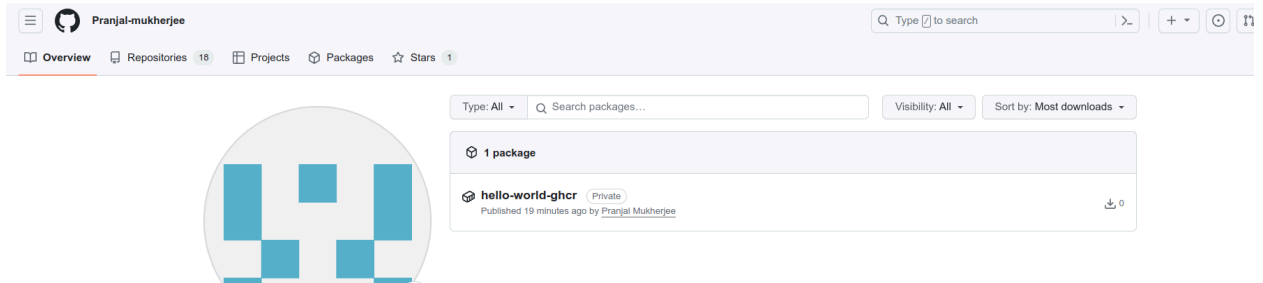 Pranjal-mukherjee
Type / to search
Overview Repositories 18 Projects Packages Stars 1
Type: All Search packages... Visibility: All Sort by: Most downloads
1 package
hello-world-ghcr Private
Published 19 minutes ago by Pranjal Mukherjee
0